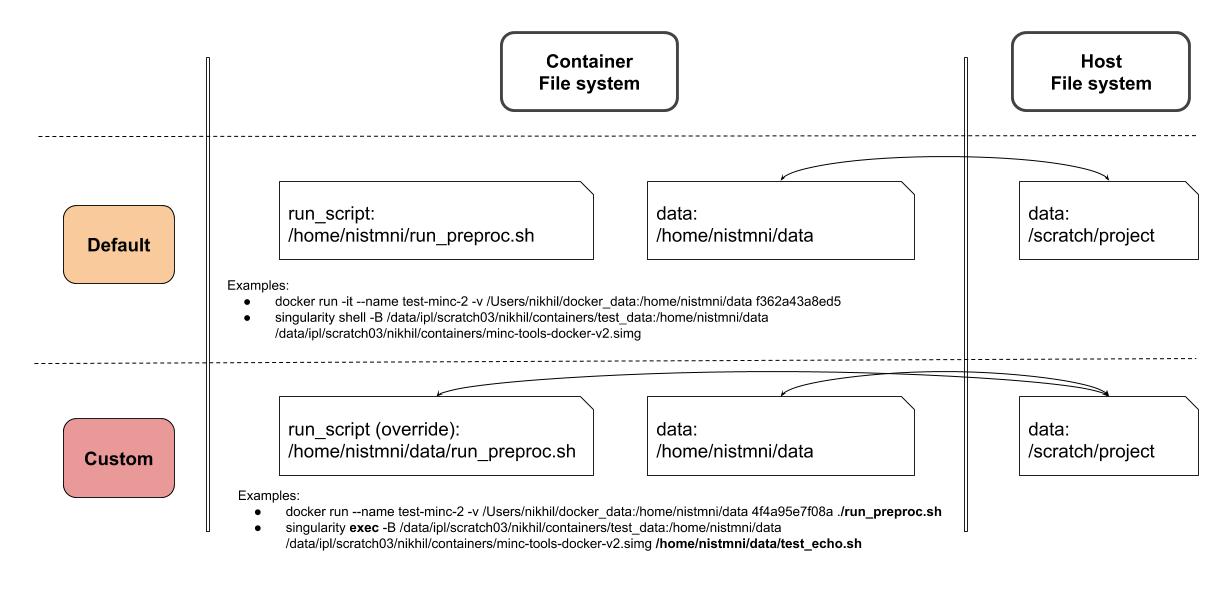 Container
File system
Host
File system
Default
run_script:
/home/nistmni/run_preproc.sh
data:
/home/nistmni/data
data:
/scratch/project
Examples:
● docker run -it --name test-minc-2 -v /Users/nikhil/docker_data:/home/nistmni/data f362a43a8ed5
● singularity shell -B /data/ipl/scratch03/nikhil/containers/test_data:/home/nistmni/data
/data/ipl/scratch03/nikhil/containers/minc-tools-docker-v2.simg
Custom
run_script (override):
/home/nistmni/data/run_preproc.sh
data:
/home/nistmni/data
data:
/scratch/project
Examples:
● docker run --name test-minc-2 -v /Users/nikhil/docker_data:/home/nistmni/data 4f4a95e7f08a ./run_preproc.sh
● singularity exec -B /data/ipl/scratch03/nikhil/containers/test_data:/home/nistmni/data
/data/ipl/scratch03/nikhil/containers/minc-tools-docker-v2.simg /home/nistmni/data/test_echo.sh